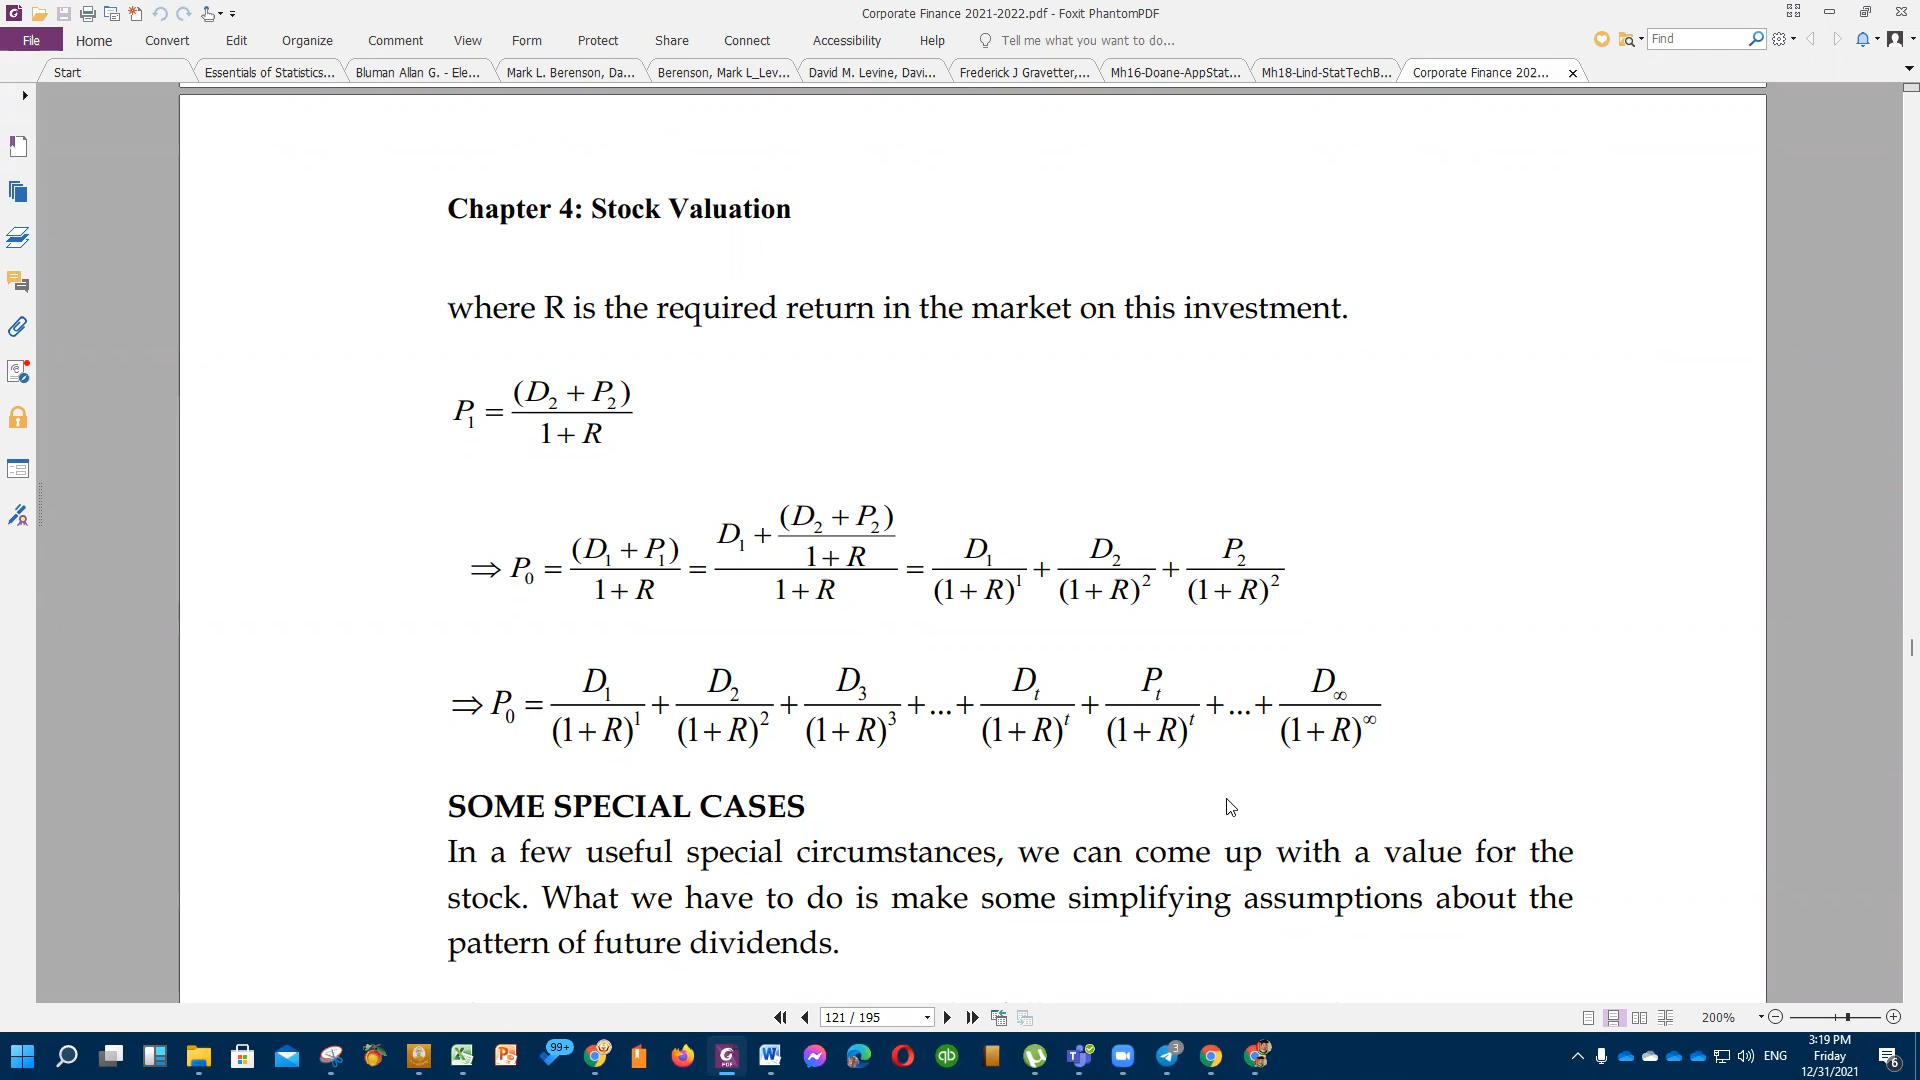 Corporate Finance 2021-2022.pdf - Foxit PhantomPDF
File Home Convert Edit Organize Comment View Form Protect Share Connect Accessibility Help Tell me what you want to do... Find
Start Essentials of Statistics... Bluman Allan G. - Ele... Mark L. Berenson, Da... Berenson, Mark L_Lev... David M. Levine, Davi... Frederick J Gravetter,... Mh16-Doane-AppStat... Mh18-Lind-StatTechB... Corporate Finance 202...
Chapter 4: Stock Valuation
where R is the required return in the market on this investment.
P₁ = (D₂ + P₂) / 1 + R
⇒ P₀ = (D₁ + P₁) / 1 + R = D₁ + (D₂ + P₂) / 1 + R / 1 + R = D₁ / (1 + R)¹ + D₂ / (1 + R)² + P₂ / (1 + R)²
⇒ P₀ = D₁ / (1 + R)¹ + D₂ / (1 + R)² + D₃ / (1 + R)³ + ... + Dₜ / (1 + R)ᵗ + Pₜ / (1 + R)ᵗ + ... + D∞ / (1 + R)^∞
SOME SPECIAL CASES
In a few useful special circumstances, we can come up with a value for the
stock. What we have to do is make some simplifying assumptions about the
pattern of future dividends.
121 / 195
200%
99+
3
ENG
3:19 PM
Friday
12/31/2021
6